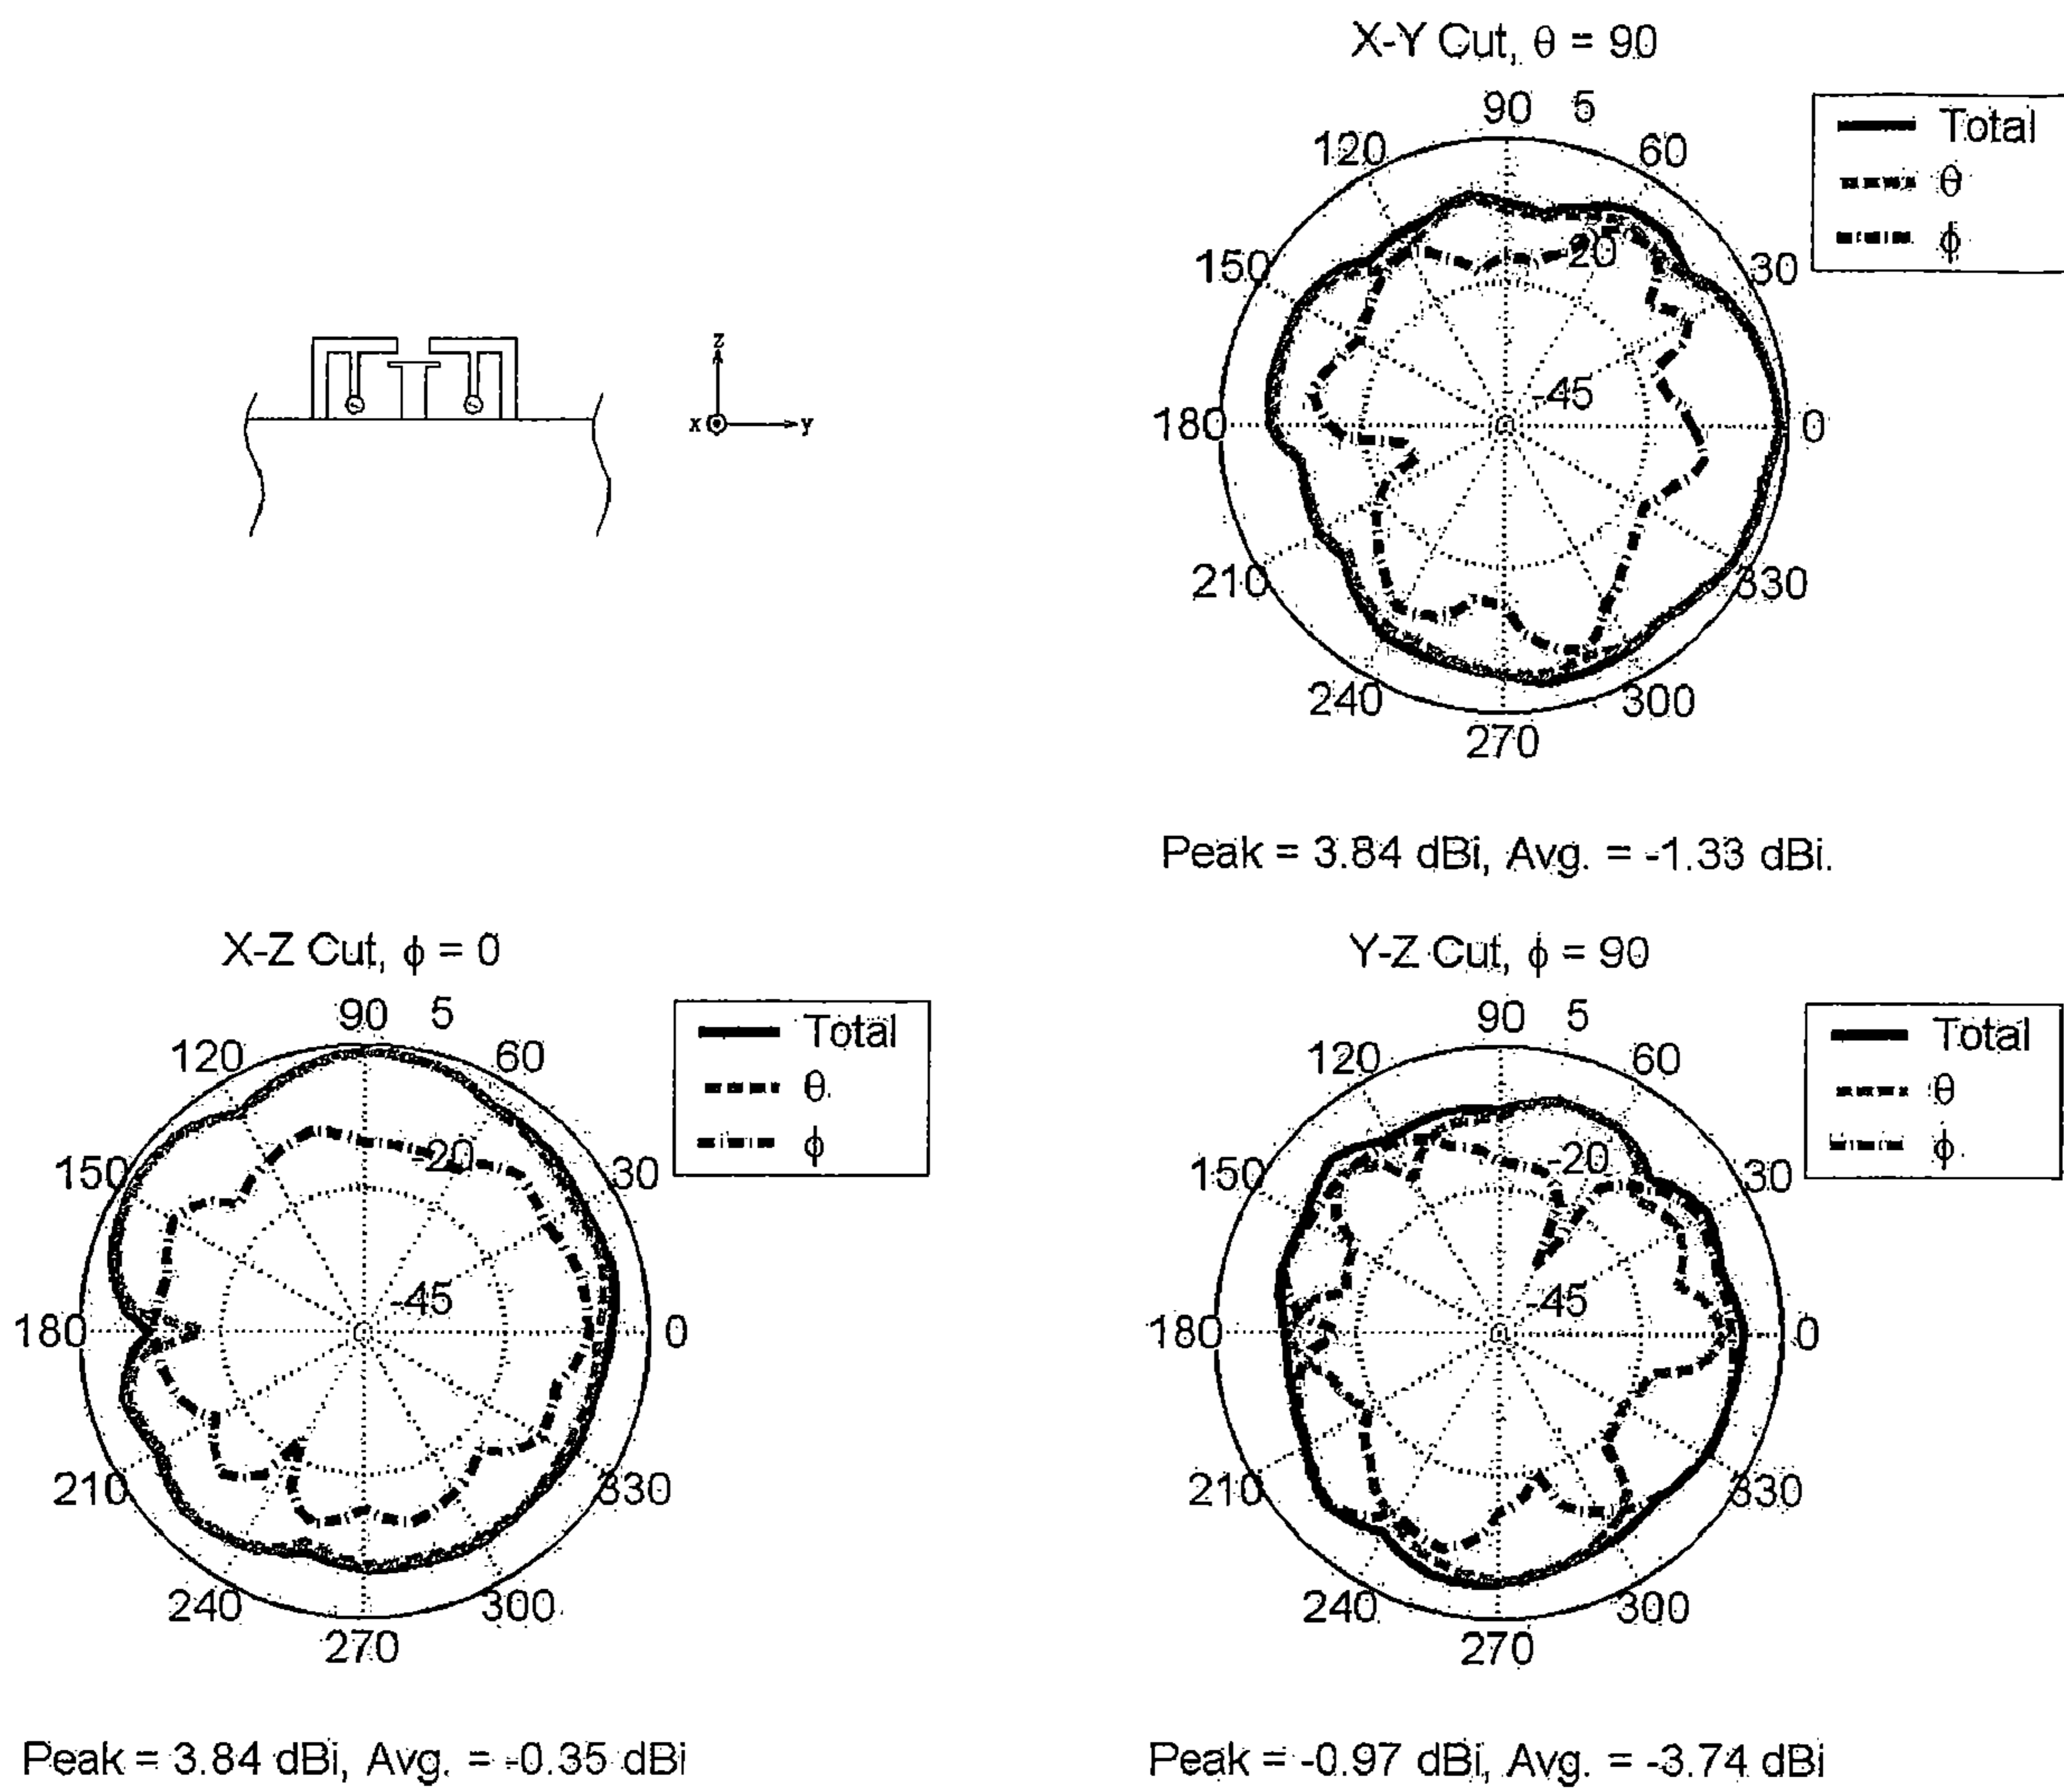 X-Y Cut, θ = 90
90 5
120 60
150 30
-20
-45
180 0
210 330
240 300
270
Total
θ
ϕ
Peak = 3.84 dBi, Avg. = -1.33 dBi.
z
x y
X-Z Cut, ϕ = 0
90 5
120 60
150 30
-20
-45
180 0
210 330
240 300
270
Total
θ
ϕ
Peak = 3.84 dBi, Avg. = -0.35 dBi
Y-Z Cut, ϕ = 90
90 5
120 60
150 30
-20
-45
180 0
210 330
240 300
270
Total
θ
ϕ
Peak = -0.97 dBi, Avg. = -3.74 dBi